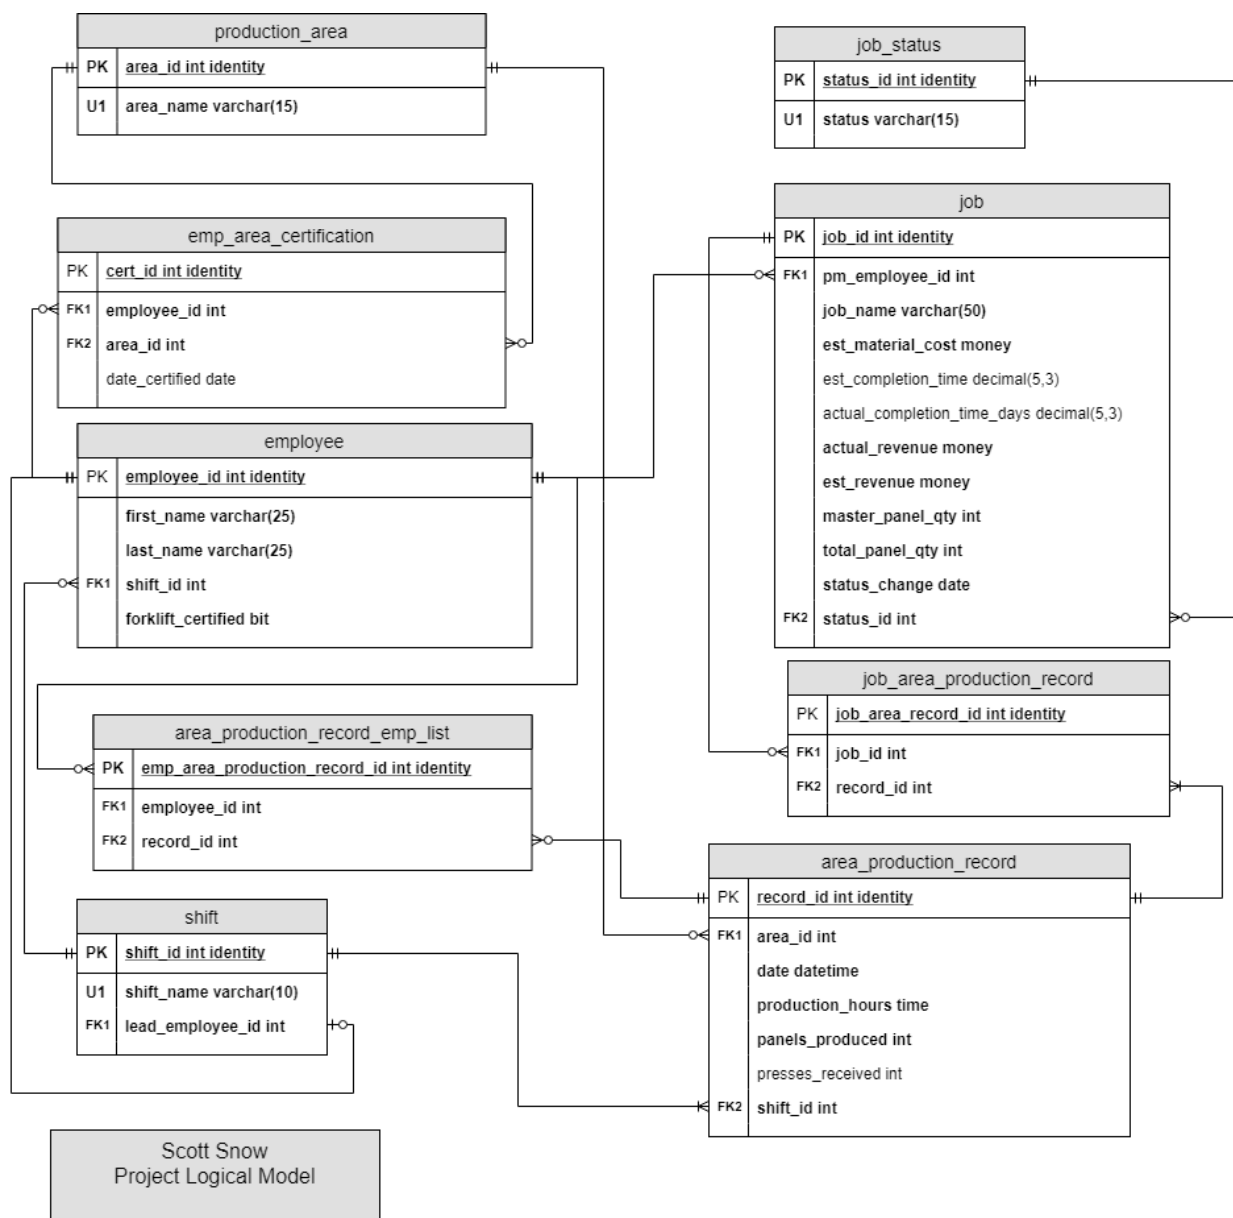 production_area
PK area_id int identity
U1 area_name varchar(15)
job_status
PK status_id int identity
U1 status varchar(15)
emp_area_certification
PK cert_id int identity
FK1 employee_id int
FK2 area_id int
date_certified date
job
PK job_id int identity
FK1 pm_employee_id int
job_name varchar(50)
est_material_cost money
est_completion_time decimal(5,3)
actual_completion_time_days decimal(5,3)
actual_revenue money
est_revenue money
master_panel_qty int
total_panel_qty int
status_change date
FK2 status_id int
employee
PK employee_id int identity
first_name varchar(25)
last_name varchar(25)
FK1 shift_id int
forklift_certified bit
job_area_production_record
PK job_area_record_id int identity
FK1 job_id int
FK2 record_id int
area_production_record_emp_list
PK emp_area_production_record_id int identity
FK1 employee_id int
FK2 record_id int
area_production_record
PK record_id int identity
FK1 area_id int
date datetime
production_hours time
panels_produced int
presses_received int
FK2 shift_id int
shift
PK shift_id int identity
U1 shift_name varchar(10)
FK1 lead_employee_id int
Scott Snow
Project Logical Model